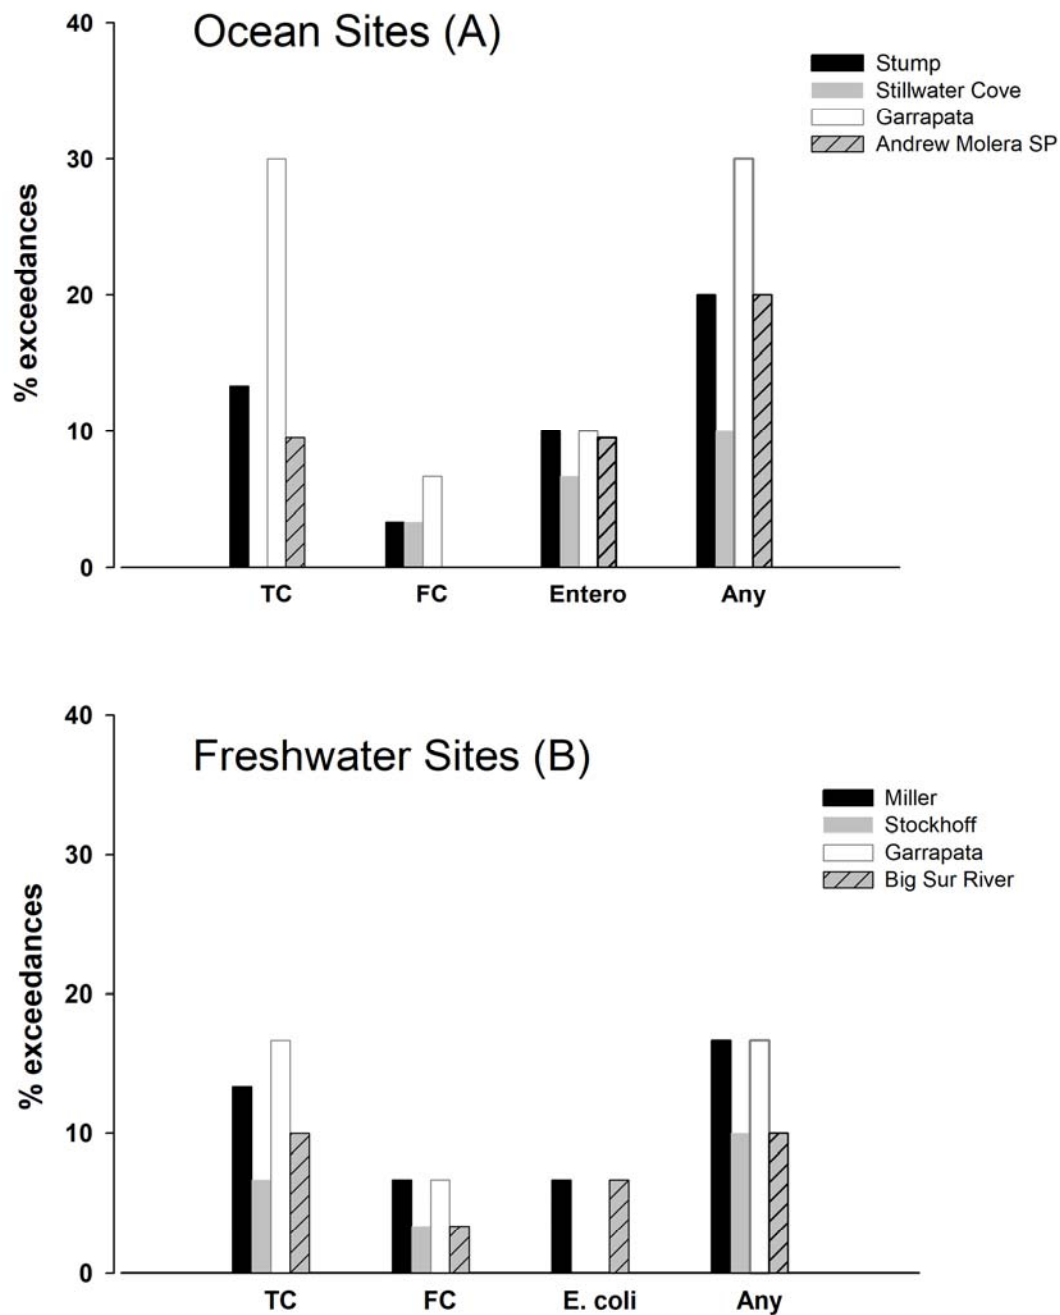 Ocean Sites (A)
Stump
Stillwater Cove
Garrapata
Andrew Molera SP
% exceedances
40
30
20
10
0
TC FC Entero Any
Freshwater Sites (B)
Miller
Stockhoff
Garrapata
Big Sur River
% exceedances
40
30
20
10
0
TC FC E. coli Any